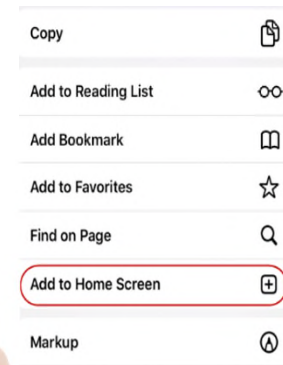 Copy
Add to Reading List
Add Bookmark
Add to Favorites
Find on Page
Add to Home Screen
Markup